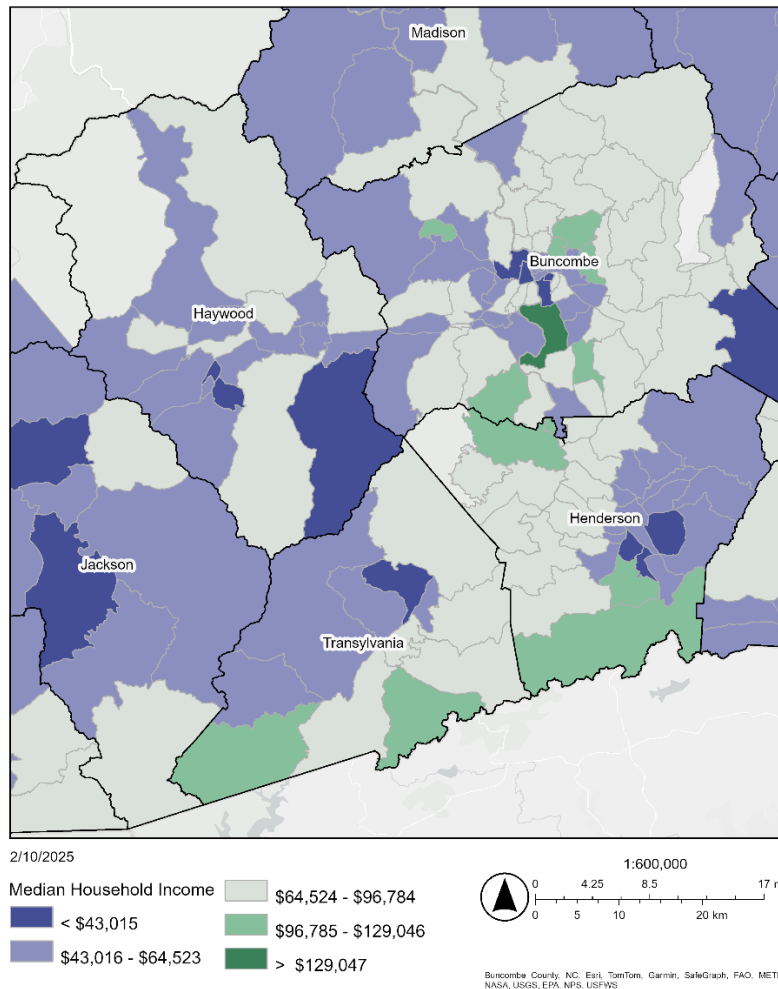 Madison
Buncombe
Haywood
Henderson
Jackson
Transylvania
2/10/2025
1:600,000
Median Household Income
< $43,015
$43,016 - $64,523
$64,524 - $96,784
$96,785 - $129,046
> $129,047
0 4.25 8.5 17 m
0 5 10 20 km
Buncombe County, NC, Esri, TomTom, Garmin, SafeGraph, FAO, METI
NASA, USGS, EPA, NPS, USFWS